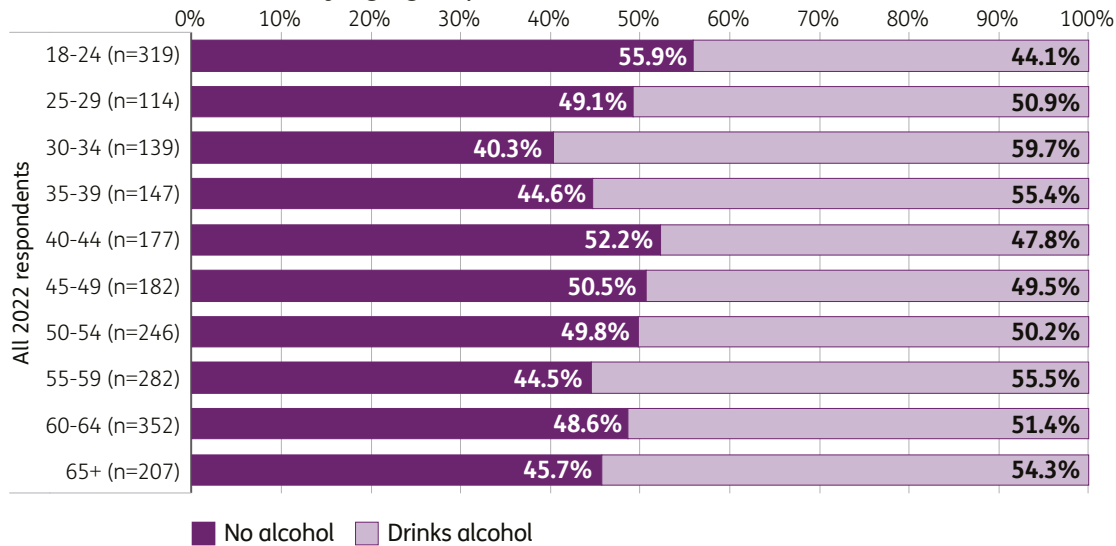 0% 10% 20% 30% 40% 50% 60% 70% 80% 90% 100%
All 2022 respondents
18-24 (n=319) 55.9% 44.1%
25-29 (n=114) 49.1% 50.9%
30-34 (n=139) 40.3% 59.7%
35-39 (n=147) 44.6% 55.4%
40-44 (n=177) 52.2% 47.8%
45-49 (n=182) 50.5% 49.5%
50-54 (n=246) 49.8% 50.2%
55-59 (n=282) 44.5% 55.5%
60-64 (n=352) 48.6% 51.4%
65+ (n=207) 45.7% 54.3%
No alcohol Drinks alcohol